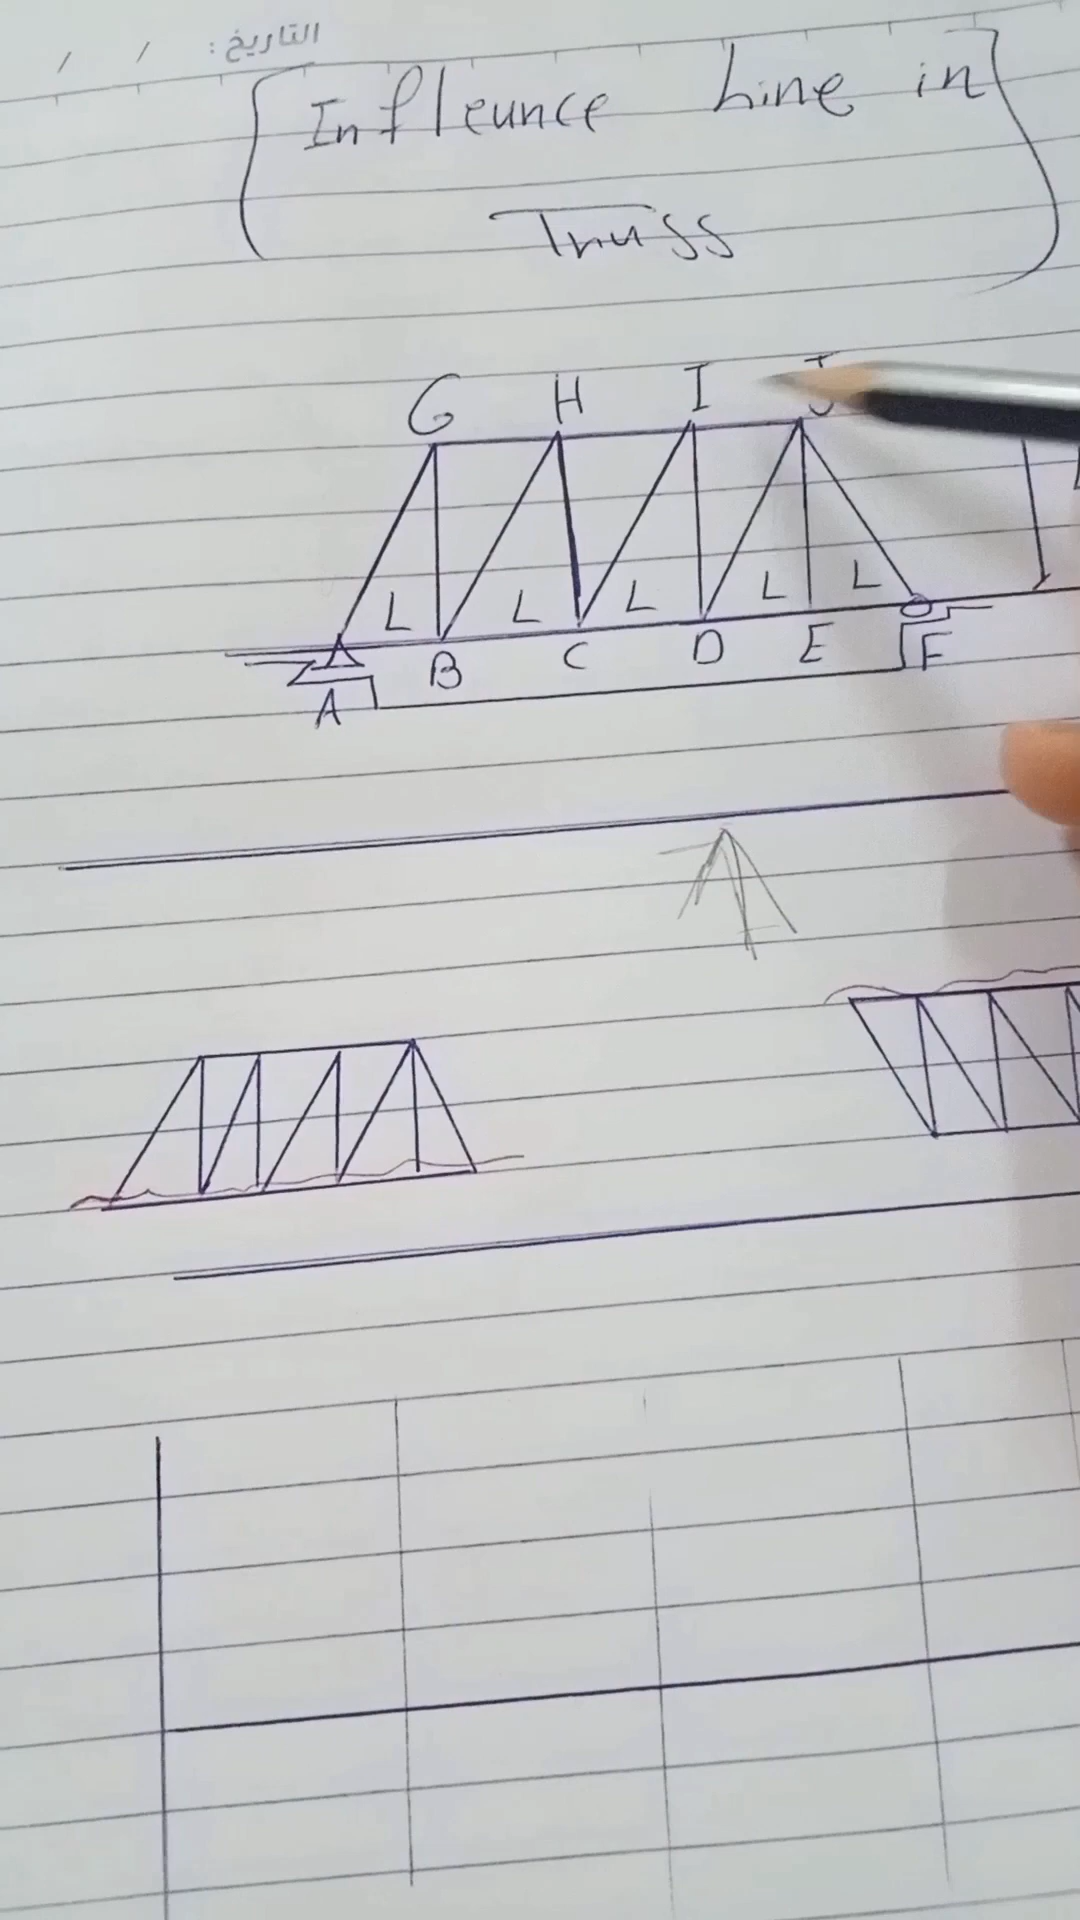 التاريخ: / /
Infleunce Line in
Truss
G H I J
L L L L L
A B C D E F